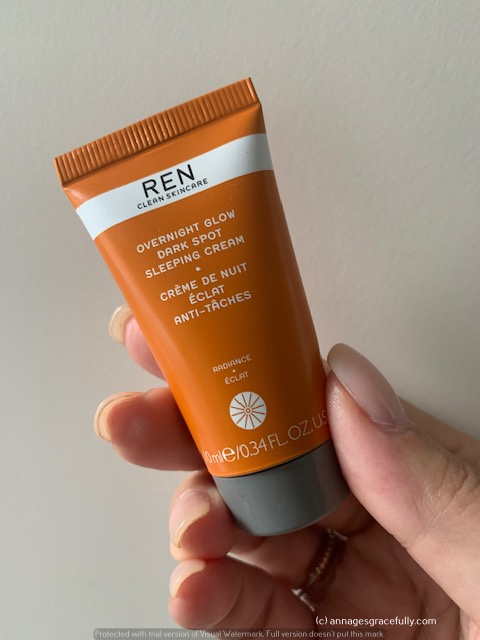 REN
CLEAN SKINCARE
OVERNIGHT GLOW
DARK SPOT
SLEEPING CREAM
•
CRÈME DE NUIT
ÉCLAT
ANTI-TÂCHES
RADIANCE
•
ÉCLAT
10 ml℮/0.34 FL.OZ.U.S
(c) annagesgracefully.com
Protected with trial version of Visual Watermark. Full version doesn't put this mark.